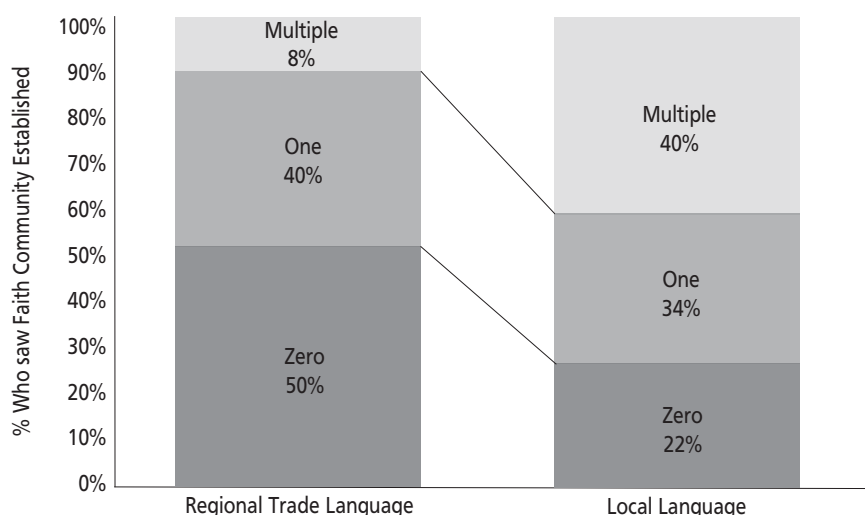 % Who saw Faith Community Established
100%
90%
80%
70%
60%
50%
40%
30%
20%
10%
0%
Multiple
8%
One
40%
Zero
50%
Multiple
40%
One
34%
Zero
22%
Regional Trade Language
Local Language